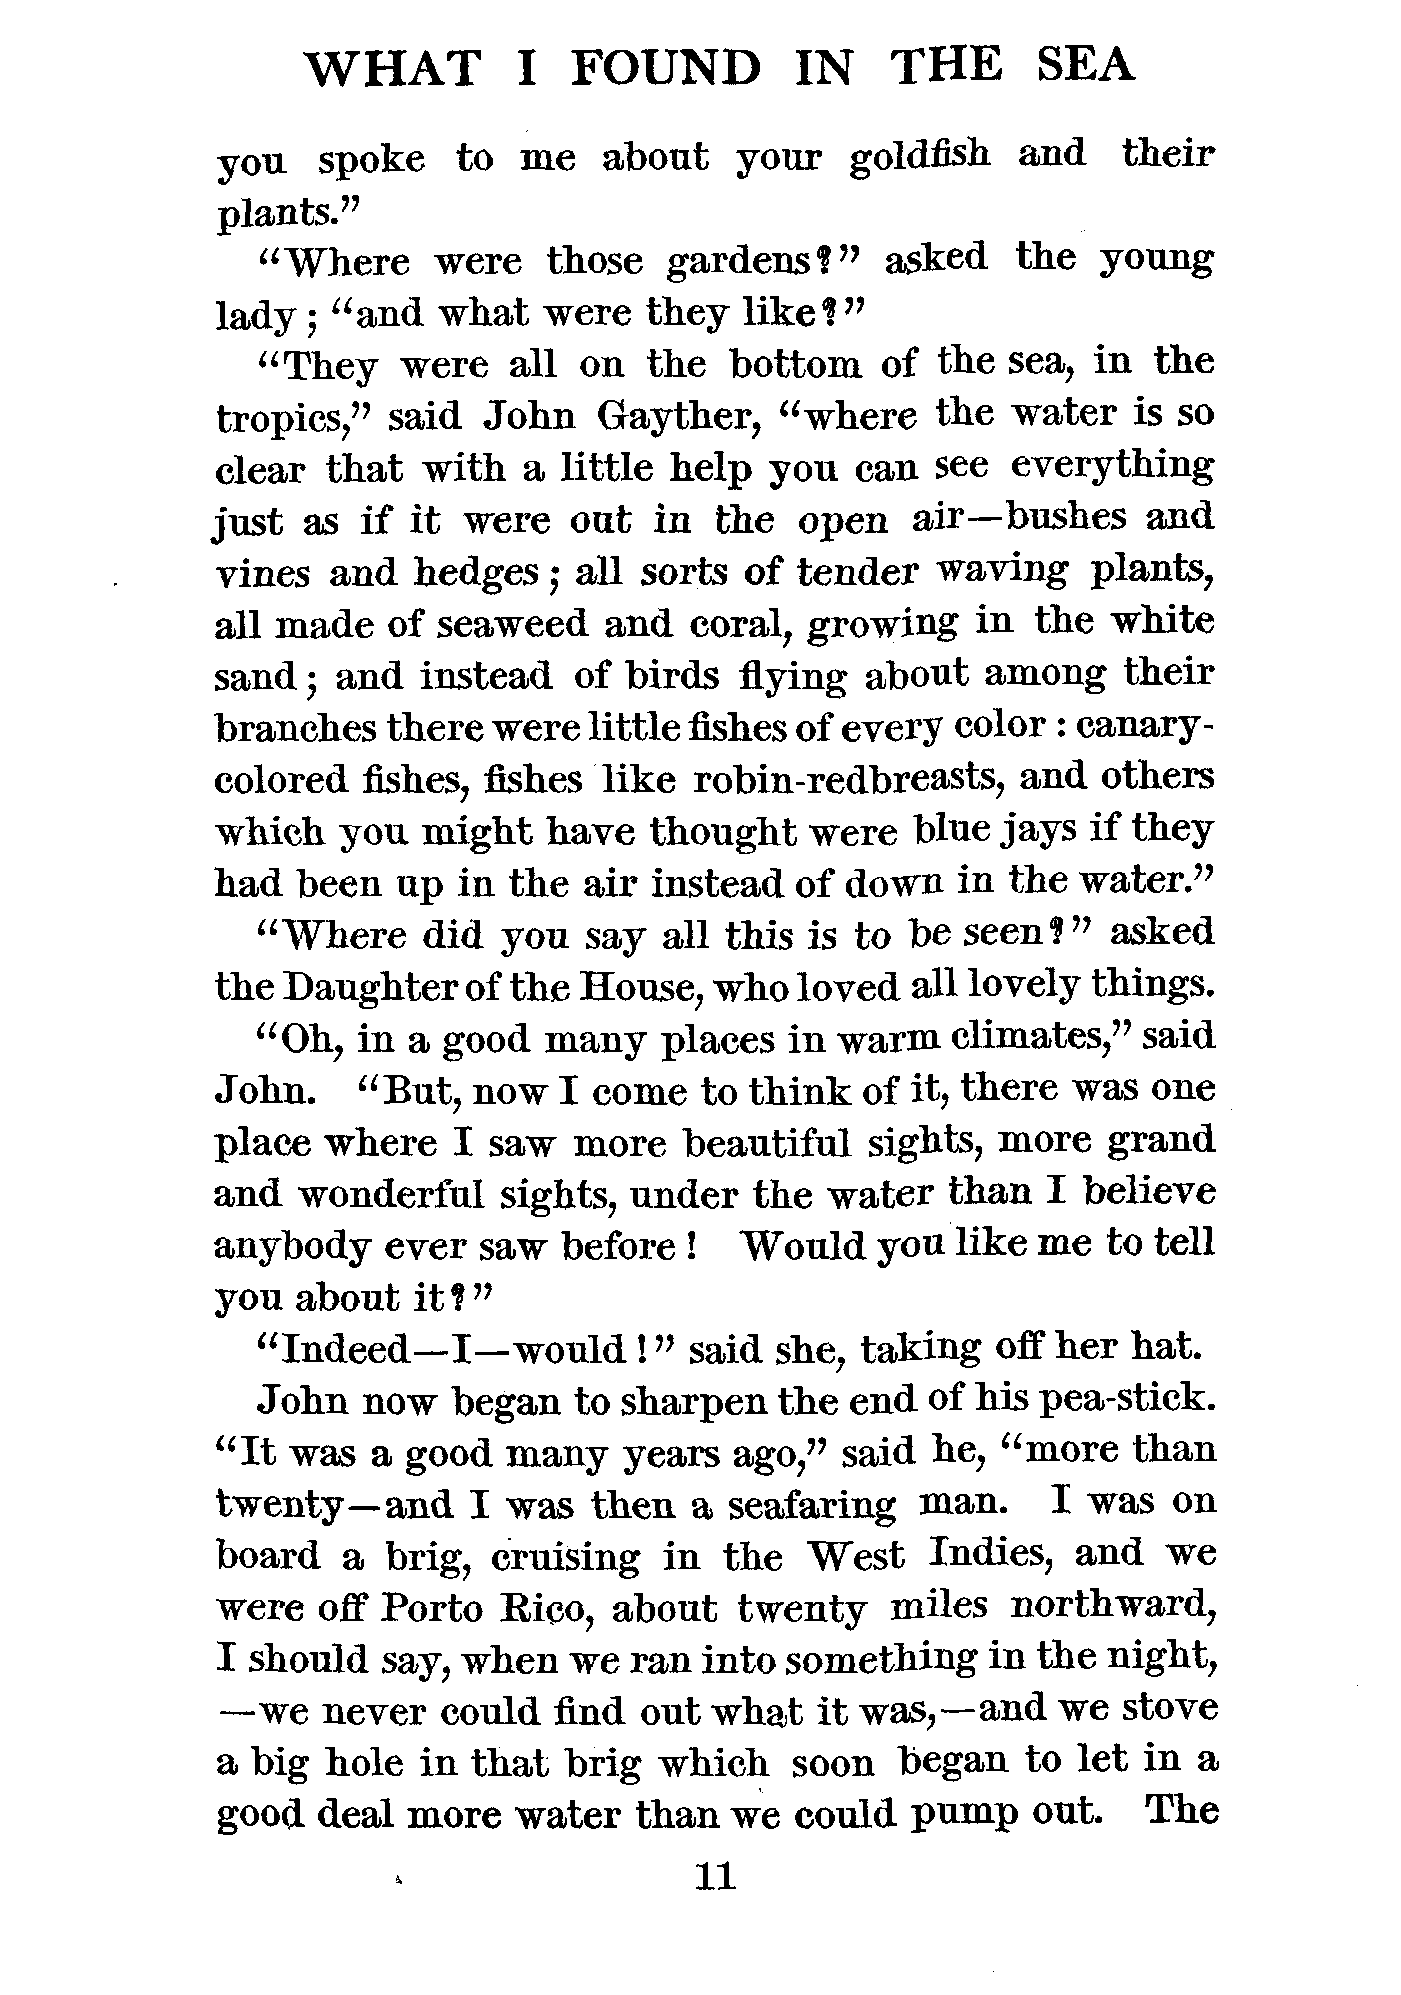 WHAT I FOUND IN THE SEA
you spoke to me about your goldfish and their
plants.”
“Where were those gardens?” asked the young
lady; “and what were they like?”
“They were all on the bottom of the sea, in the
tropics,” said John Gayther, “where the water is so
clear that with a little help you can see everything
just as if it were out in the open air—bushes and
vines and hedges; all sorts of tender waving plants,
all made of seaweed and coral, growing in the white
sand; and instead of birds flying about among their
branches there were little fishes of every color: canary-
colored fishes, fishes like robin-redbreasts, and others
which you might have thought were blue jays if they
had been up in the air instead of down in the water.”
“Where did you say all this is to be seen?” asked
the Daughter of the House, who loved all lovely things.
“Oh, in a good many places in warm climates,” said
John. “But, now I come to think of it, there was one
place where I saw more beautiful sights, more grand
and wonderful sights, under the water than I believe
anybody ever saw before! Would you like me to tell
you about it?”
“Indeed—I—would!” said she, taking off her hat.
John now began to sharpen the end of his pea-stick.
“It was a good many years ago,” said he, “more than
twenty—and I was then a seafaring man. I was on
board a brig, cruising in the West Indies, and we
were off Porto Rico, about twenty miles northward,
I should say, when we ran into something in the night,
—we never could find out what it was,—and we stove
a big hole in that brig which soon began to let in a
good deal more water than we could pump out. The
11